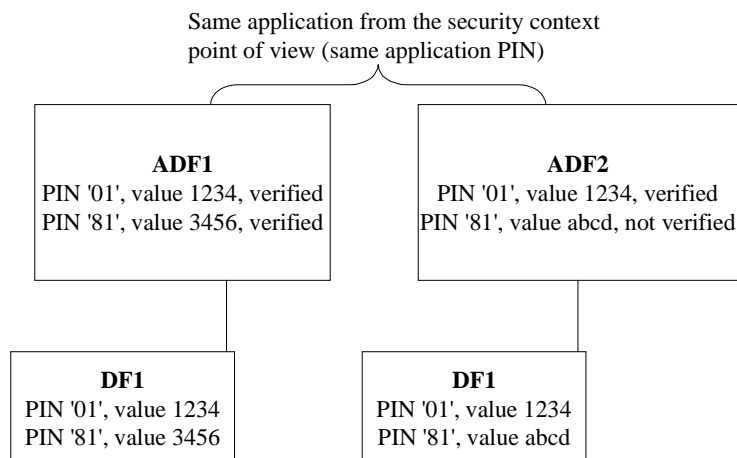 Same application from the security context
point of view (same application PIN)
ADF1
PIN '01', value 1234, verified
PIN '81', value 3456, verified
ADF2
PIN '01', value 1234, verified
PIN '81', value abcd, not verified
DF1
PIN '01', value 1234
PIN '81', value 3456
DF1
PIN '01', value 1234
PIN '81', value abcd